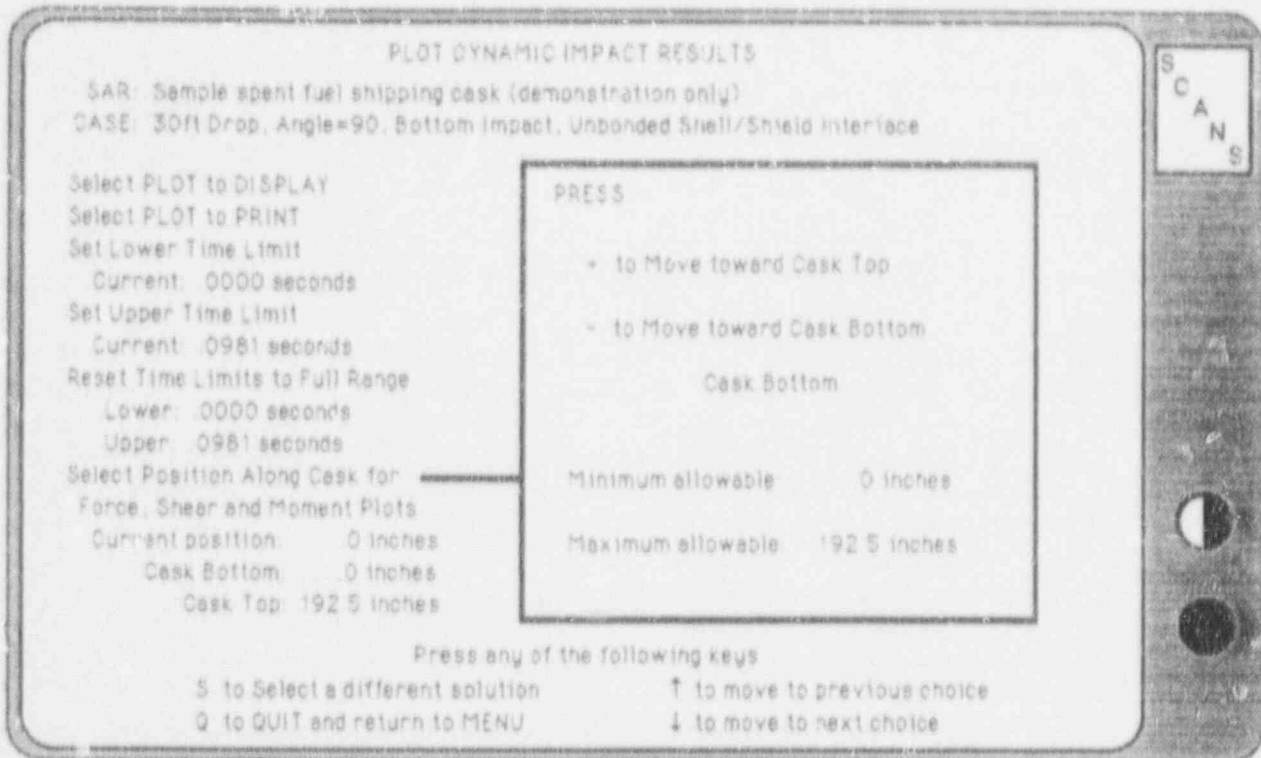 PLOT DYNAMIC IMPACT RESULTS
SAR: Sample spent fuel shipping cask (demonstration only)
CASE: 30ft Drop, Angle=90, Bottom Impact, Unbonded Shell/Shield Interface
Select PLOT to DISPLAY
Select PLOT to PRINT
Set Lower Time Limit
Current: .0000 seconds
Set Upper Time Limit
Current: .0981 seconds
Reset Time Limits to Full Range
Lower: .0000 seconds
Upper: .0981 seconds
Select Position Along Cask for
Force, Shear and Moment Plots
Current position: .0 inches
Cask Bottom: .0 inches
Cask Top: 192.5 inches
PRESS
+ to Move toward Cask Top
- to Move toward Cask Bottom
Cask Bottom
Minimum allowable .0 inches
Maximum allowable 192.5 inches
Press any of the following keys
S to Select a different solution ↑ to move to previous choice
Q to QUIT and return to MENU ↓ to move to next choice
SCANS